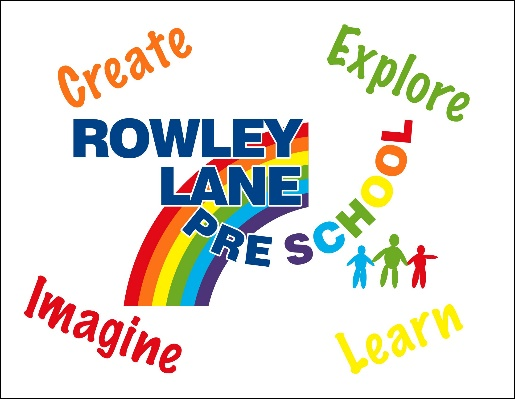 Create
Explore
ROWLEY
LANE
PRE SCHOOL
Imagine
Learn